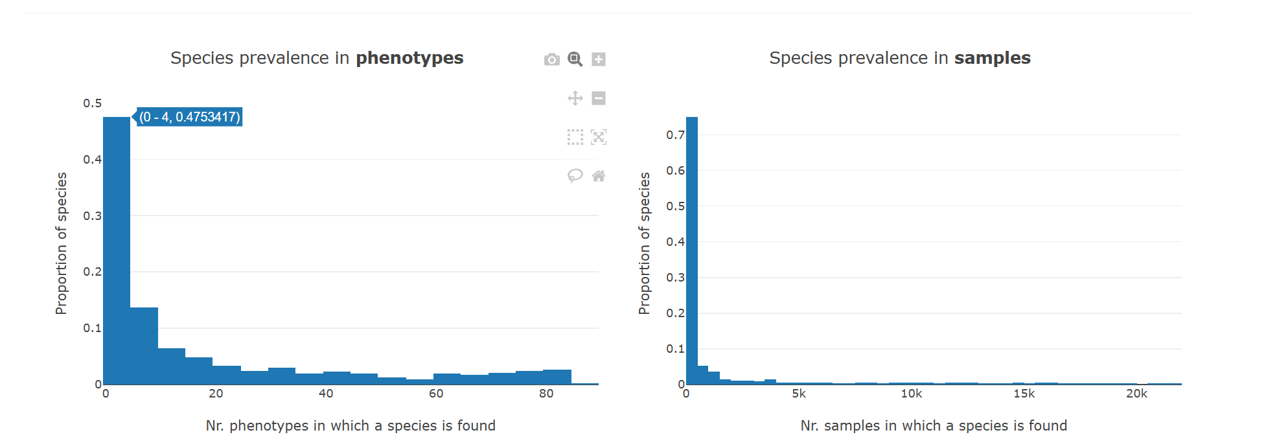 Species prevalence in phenotypes
0.5
(0 - 4, 0.4753417)
0.4
0.3
0.2
0.1
0
Proportion of species
0 20 40 60 80
Nr. phenotypes in which a species is found
Species prevalence in samples
0.7
0.6
0.5
0.4
0.3
0.2
0.1
0
Proportion of species
0 5k 10k 15k 20k
Nr. samples in which a species is found